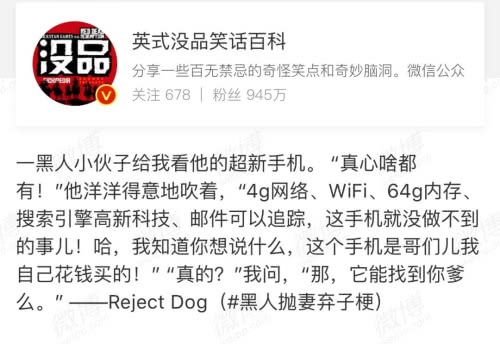 RED DEAD
没品
英式没品笑话百科
分享一些百无禁忌的奇怪笑点和奇妙脑洞。微信公众
关注 678 | 粉丝 945万
一黑人小伙子给我看他的超新手机。“真心啥都
有！”他洋洋得意地吹着，“4g网络、WiFi、64g内存、
搜索引擎高新科技、邮件可以追踪，这手机就没做不到
的事儿！哈，我知道你想说什么，这个手机是哥们儿我
自己花钱买的！” “真的？”我问，“那，它能找到你爹
么。” ——Reject Dog（#黑人抛妻弃子梗）